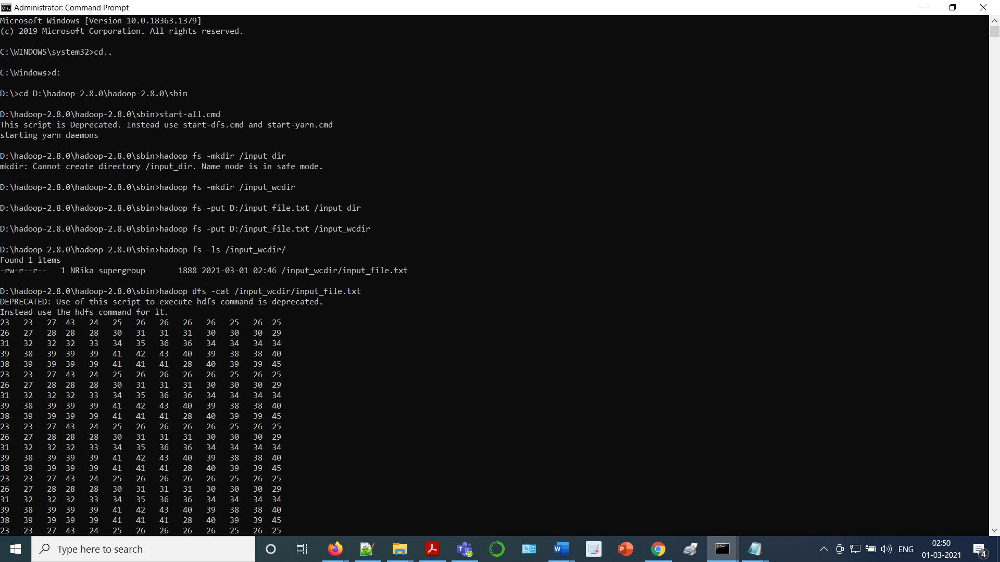 Administrator: Command Prompt
Microsoft Windows [Version 10.0.18363.1379]
(c) 2019 Microsoft Corporation. All rights reserved.
C:\WINDOWS\system32>cd..
C:\Windows>d:
D:\>cd D:\hadoop-2.8.0\hadoop-2.8.0\sbin
D:\hadoop-2.8.0\hadoop-2.8.0\sbin>start-all.cmd
This script is Deprecated. Instead use start-dfs.cmd and start-yarn.cmd
starting yarn daemons
D:\hadoop-2.8.0\hadoop-2.8.0\sbin>hadoop fs -mkdir /input_dir
mkdir: Cannot create directory /input_dir. Name node is in safe mode.
D:\hadoop-2.8.0\hadoop-2.8.0\sbin>hadoop fs -mkdir /input_wcdir
D:\hadoop-2.8.0\hadoop-2.8.0\sbin>hadoop fs -put D:/input_file.txt /input_dir
D:\hadoop-2.8.0\hadoop-2.8.0\sbin>hadoop fs -put D:/input_file.txt /input_wcdir
D:\hadoop-2.8.0\hadoop-2.8.0\sbin>hadoop fs -ls /input_wcdir/
Found 1 items
-rw-r--r--   1 NRika supergroup       1888 2021-03-01 02:46 /input_wcdir/input_file.txt
D:\hadoop-2.8.0\hadoop-2.8.0\sbin>hadoop dfs -cat /input_wcdir/input_file.txt
DEPRECATED: Use of this script to execute hdfs command is deprecated.
Instead use the hdfs command for it.
23   23   27  43   24   25   26   26   26   26   25   26  25
26   27   28  28   28   30   31   31   31   30   30   30  29
31   32   32  32   33   34   35   36   36   34   34   34  34
39   38   39  39   39   41   42   43   40   39   38   38  40
38   39   39  39   39   41   41   41   28   40   39   39  45
23   23   27  43   24   25   26   26   26   26   25   26  25
26   27   28  28   28   30   31   31   31   30   30   30  29
31   32   32  32   33   34   35   36   36   34   34   34  34
39   38   39  39   39   41   42   43   40   39   38   38  40
38   39   39  39   39   41   41   41   28   40   39   39  45
23   23   27  43   24   25   26   26   26   26   25   26  25
26   27   28  28   28   30   31   31   31   30   30   30  29
31   32   32  32   33   34   35   36   36   34   34   34  34
39   38   39  39   39   41   42   43   40   39   38   38  40
38   39   39  39   39   41   41   41   28   40   39   39  45
23   23   27  43   24   25   26   26   26   26   25   26  25
26   27   28  28   28   30   31   31   31   30   30   30  29
31   32   32  32   33   34   35   36   36   34   34   34  34
39   38   39  39   39   41   42   43   40   39   38   38  40
38   39   39  39   39   41   41   41   28   40   39   39  45
23   23   27  43   24   25   26   26   26   26   25   26  25
Type here to search
ENG
02:50
01-03-2021
4